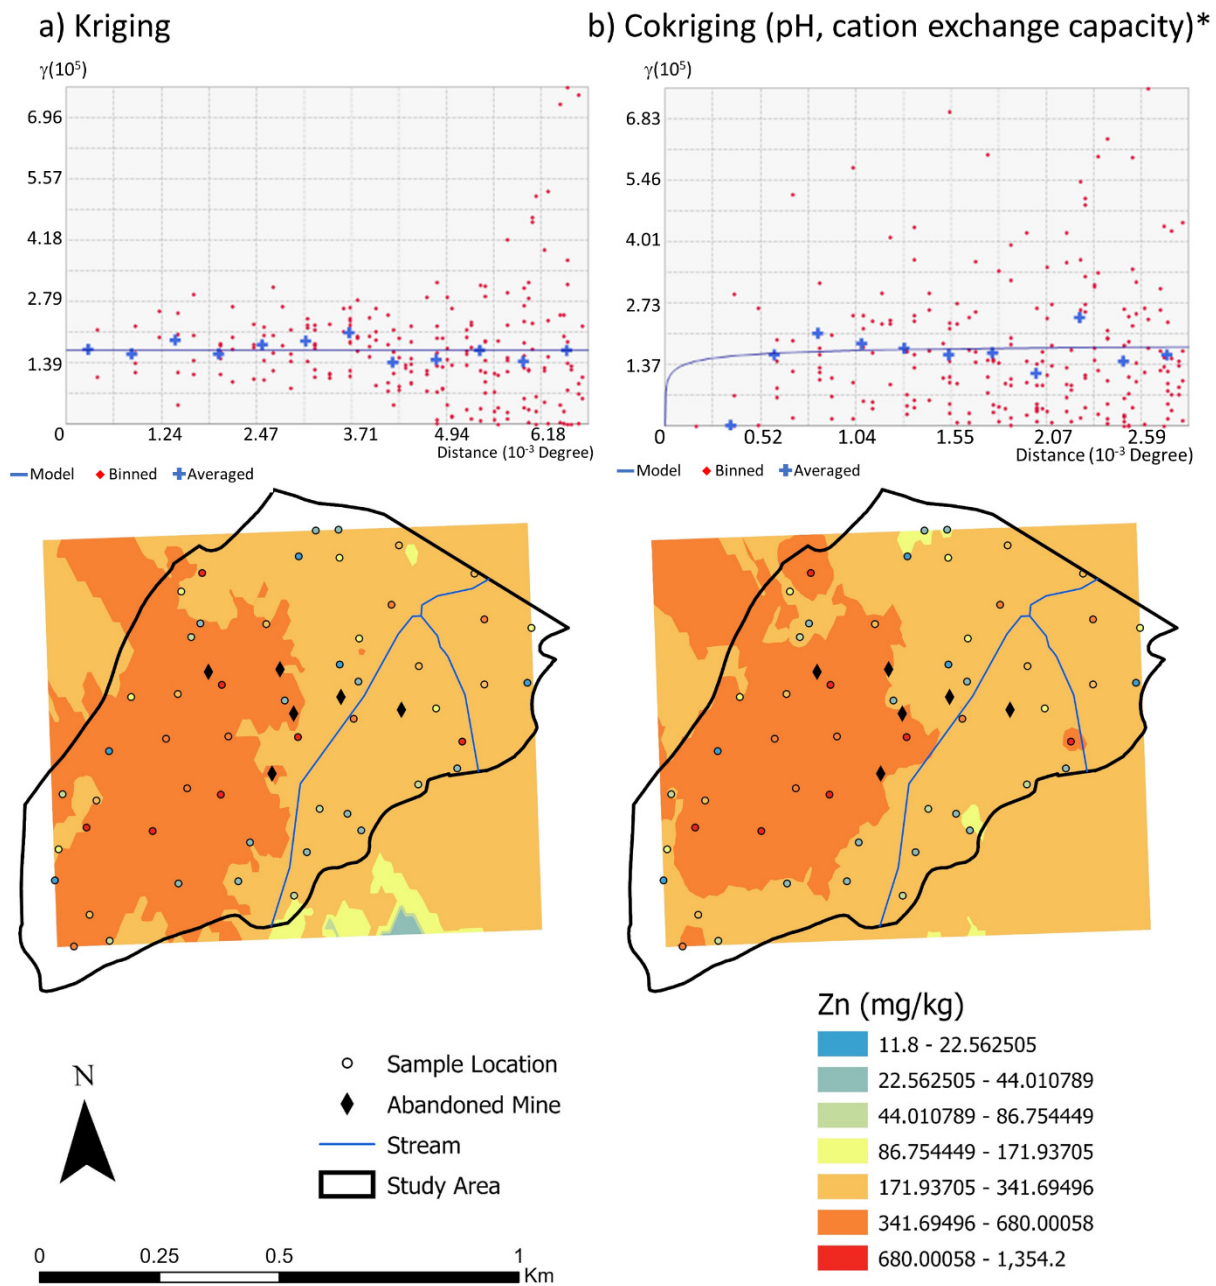 a) Kriging
b) Cokriging (pH, cation exchange capacity)*
γ(10⁵)
6.96
5.57
4.18
2.79
1.39
0
1.24
2.47
3.71
4.94
6.18
Distance (10⁻³ Degree)
Model
Binned
Averaged
γ(10⁵)
6.83
5.46
4.01
2.73
1.37
0
0.52
1.04
1.55
2.07
2.59
Distance (10⁻³ Degree)
Model
Binned
Averaged
N
Sample Location
Abandoned Mine
Stream
Study Area
0
0.25
0.5
1
Km
Zn (mg/kg)
11.8 - 22.562505
22.562505 - 44.010789
44.010789 - 86.754449
86.754449 - 171.93705
171.93705 - 341.69496
341.69496 - 680.00058
680.00058 - 1,354.2